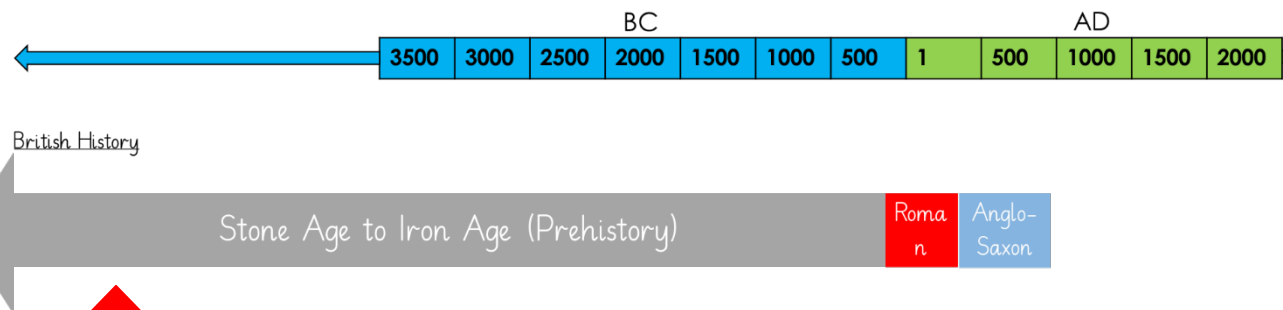 BC AD
3500 3000 2500 2000 1500 1000 500 1 500 1000 1500 2000
British History
Stone Age to Iron Age (Prehistory)
Roma
n
Anglo-
Saxon